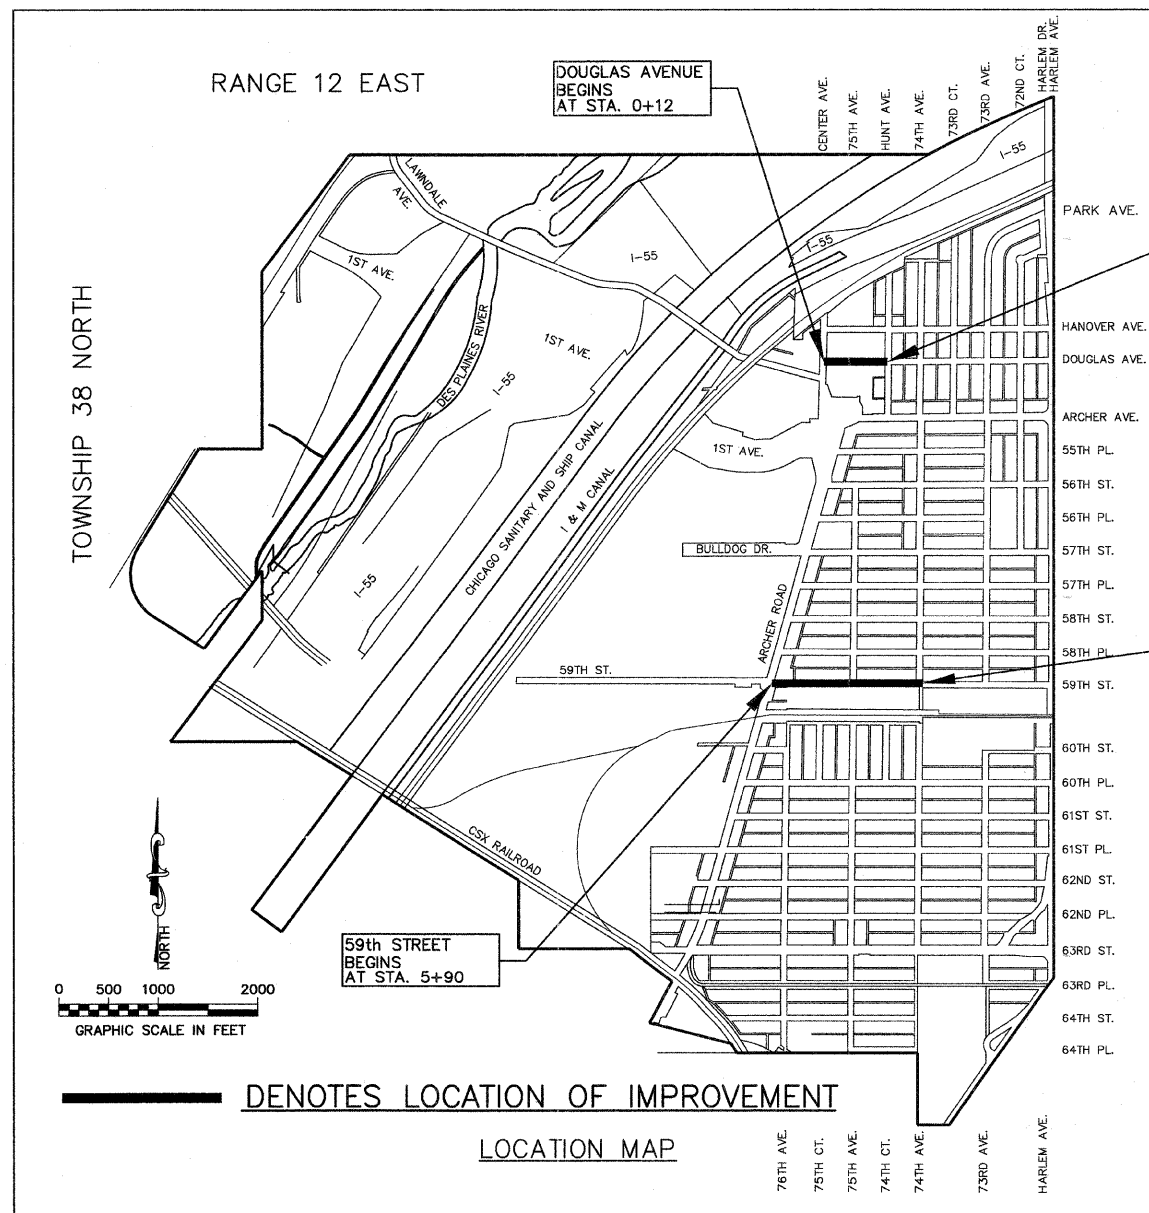 RANGE 12 EAST
TOWNSHIP 38 NORTH
DOUGLAS AVENUE
BEGINS
AT STA. 0+12
CENTER AVE.
75TH AVE.
HUNT AVE.
74TH AVE.
73RD CT.
73RD AVE.
72ND CT.
HARLEM DR.
HARLEM AVE.
LAWNDALE
AVE.
1ST AVE.
I-55
I-55
I-55
PARK AVE.
HANOVER AVE.
DOUGLAS AVE.
ARCHER AVE.
55TH PL.
56TH ST.
56TH PL.
57TH ST.
57TH PL.
58TH ST.
58TH PL.
59TH ST.
60TH ST.
60TH PL.
61ST ST.
61ST PL.
62ND ST.
62ND PL.
63RD ST.
63RD PL.
64TH ST.
64TH PL.
DES PLAINES RIVER
1ST AVE.
I-55
1ST AVE.
CHICAGO SANITARY AND SHIP CANAL
I & M CANAL
BULLDOG DR.
I-55
ARCHER ROAD
59TH ST.
CSX RAILROAD
59th STREET
BEGINS
AT STA. 5+90
NORTH
0 500 1000 2000
GRAPHIC SCALE IN FEET
DENOTES LOCATION OF IMPROVEMENT
LOCATION MAP
76TH AVE.
75TH CT.
75TH AVE.
74TH CT.
74TH AVE.
73RD AVE.
HARLEM AVE.